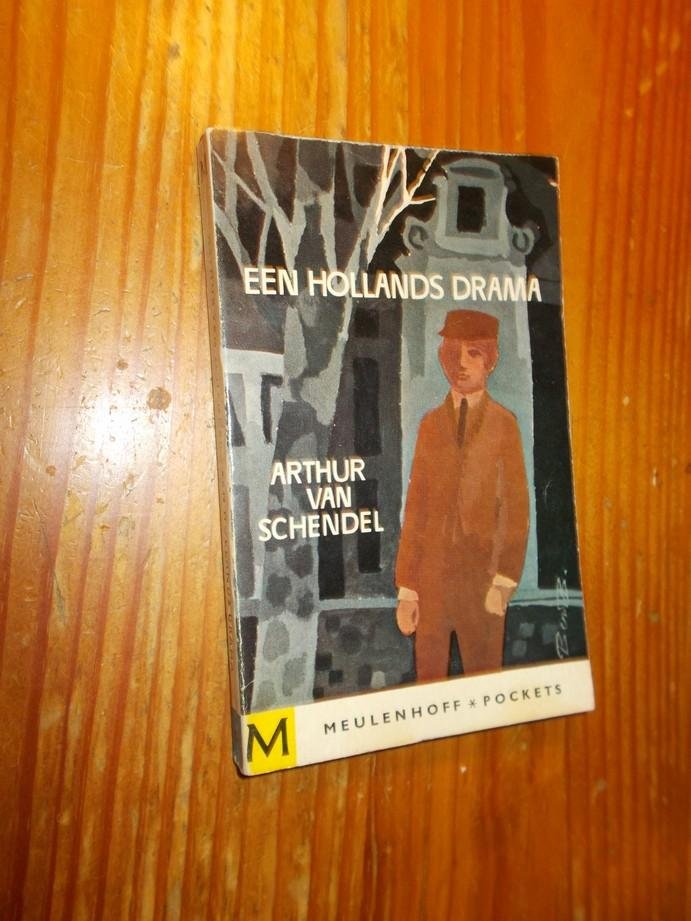 EEN HOLLANDS DRAMA
ARTHUR
VAN
SCHENDEL
MEULENHOFF * POCKETS
M